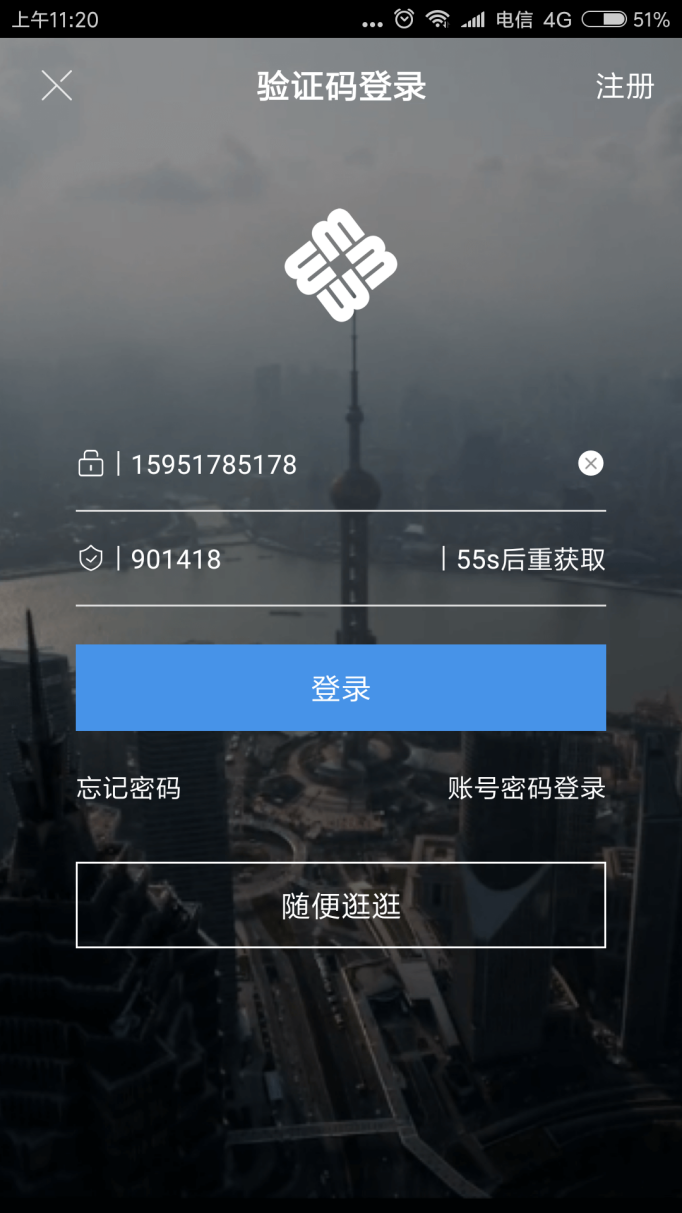 上午11:20 ... 电信 4G 51%
验证码登录 注册
15951785178
901418 55s后重获取
登录
忘记密码 账号密码登录
随便逛逛